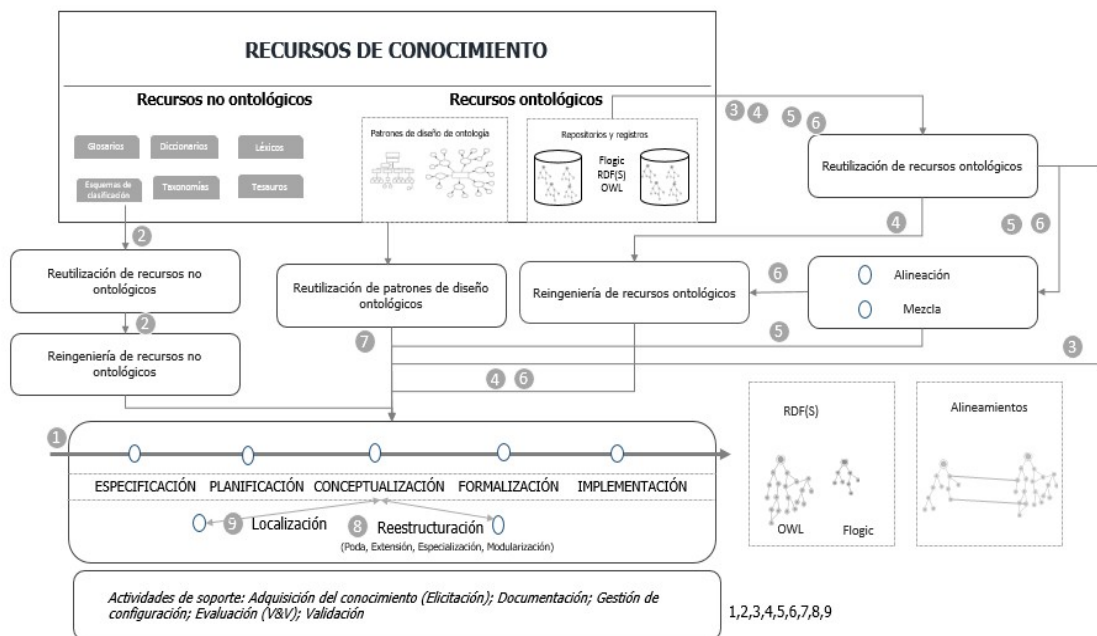 RECURSOS DE CONOCIMIENTO
Recursos no ontológicos
Recursos ontológicos
Glosarios
Diccionarios
Léxicos
Esquemas de
clasificación
Taxonomías
Tesauros
Patrones de diseño de ontología
Repositorios y registros
Flogic
RDF(S)
OWL
3
4
5
6
Reutilización de recursos ontológicos
4
5
6
2
Reutilización de recursos no
ontológicos
Reutilización de patrones de diseño
ontológicos
Reingeniería de recursos ontológicos
6
Alineación
Mezcla
2
Reingeniería de recursos no
ontológicos
7
5
3
4
6
1
ESPECIFICACIÓN
PLANIFICACIÓN
CONCEPTUALIZACIÓN
FORMALIZACIÓN
IMPLEMENTACIÓN
9
Localización
8
Reestructuración
(Poda, Extensión, Especialización, Modularización)
RDF(S)
OWL
Flogic
Alineamientos
Actividades de soporte: Adquisición del conocimiento (Elicitación); Documentación; Gestión de
configuración; Evaluación (V&V); Validación
1,2,3,4,5,6,7,8,9